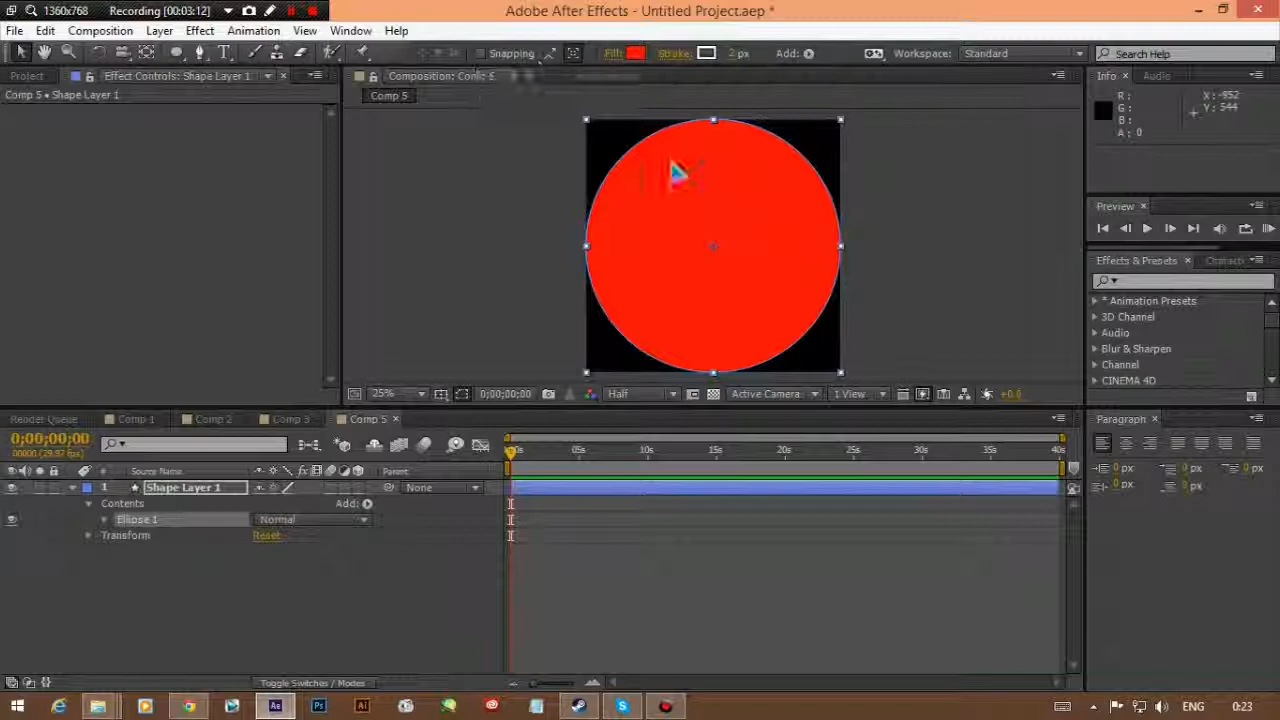 1360x768 Recording [00:03:12]
Adobe After Effects - Untitled Project.aep *
File Edit Composition Layer Effect Animation View Window Help
Snapping Fill: Stroke: 2 px Add: Workspace: Standard Search Help
Project Effect Controls: Shape Layer 1
Comp 5 • Shape Layer 1
Comp 5
Info Audio
R: X: -952
G: Y: 544
B:
A: 0
Preview
Effects & Presets
* Animation Presets
3D Channel
Audio
Blur & Sharpen
Channel
CINEMA 4D
25% 0;00;00;00 Half Active Camera 1 View +0.0
Render Queue Comp 1 Comp 2 Comp 3 Comp 5
Paragraph
0;00;00;00
00000 (29.97 fps)
05s 10s 15s 20s 25s 30s 35s 40s
# Source Name Parent
1 Shape Layer 1 None
Contents Add:
Ellipse 1 Normal
Transform Reset
0 px 0 px 0 px
0 px 0 px
Toggle Switches / Modes
Ae Ps Ai ENG 0:23